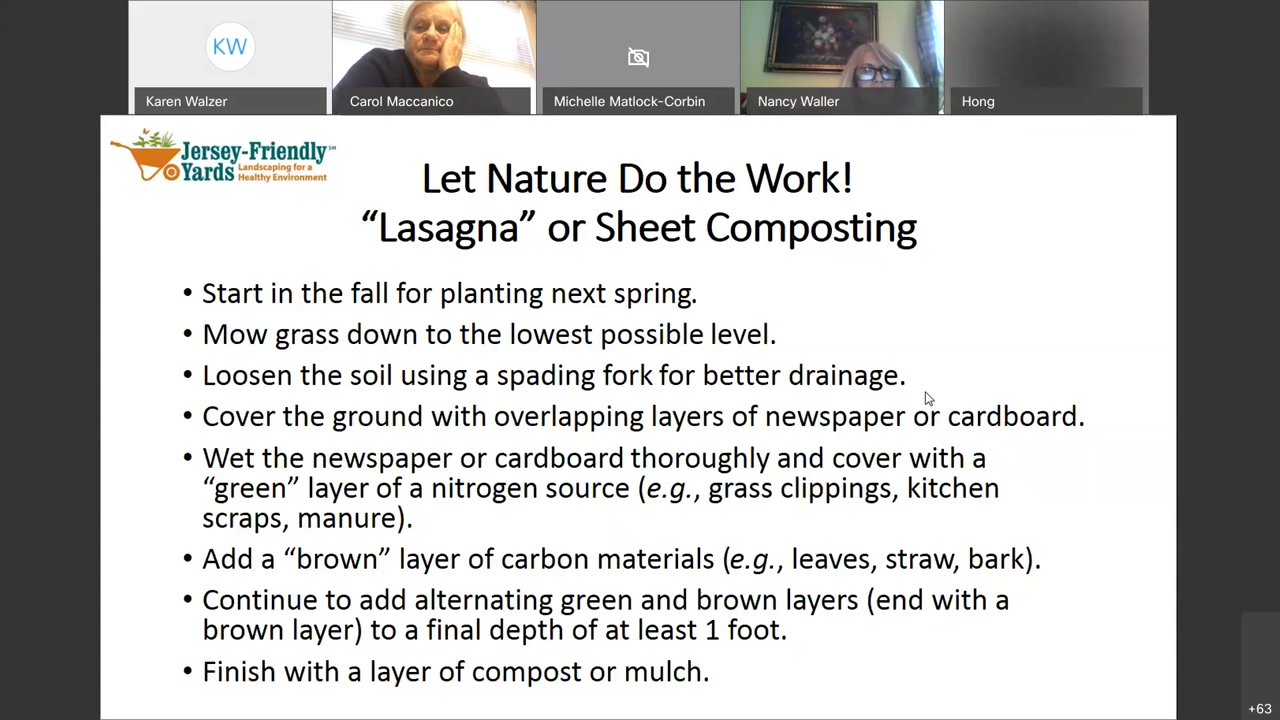 KW
Karen Walzer
Carol Maccanico
Michelle Matlock-Corbin
Nancy Waller
Hong
Jersey-Friendly
Yards
Landscaping for a
Healthy Environment
SM
Let Nature Do the Work!
“Lasagna” or Sheet Composting
• Start in the fall for planting next spring.
• Mow grass down to the lowest possible level.
• Loosen the soil using a spading fork for better drainage.
• Cover the ground with overlapping layers of newspaper or cardboard.
• Wet the newspaper or cardboard thoroughly and cover with a
“green” layer of a nitrogen source (e.g., grass clippings, kitchen
scraps, manure).
• Add a “brown” layer of carbon materials (e.g., leaves, straw, bark).
• Continue to add alternating green and brown layers (end with a
brown layer) to a final depth of at least 1 foot.
• Finish with a layer of compost or mulch.
+63